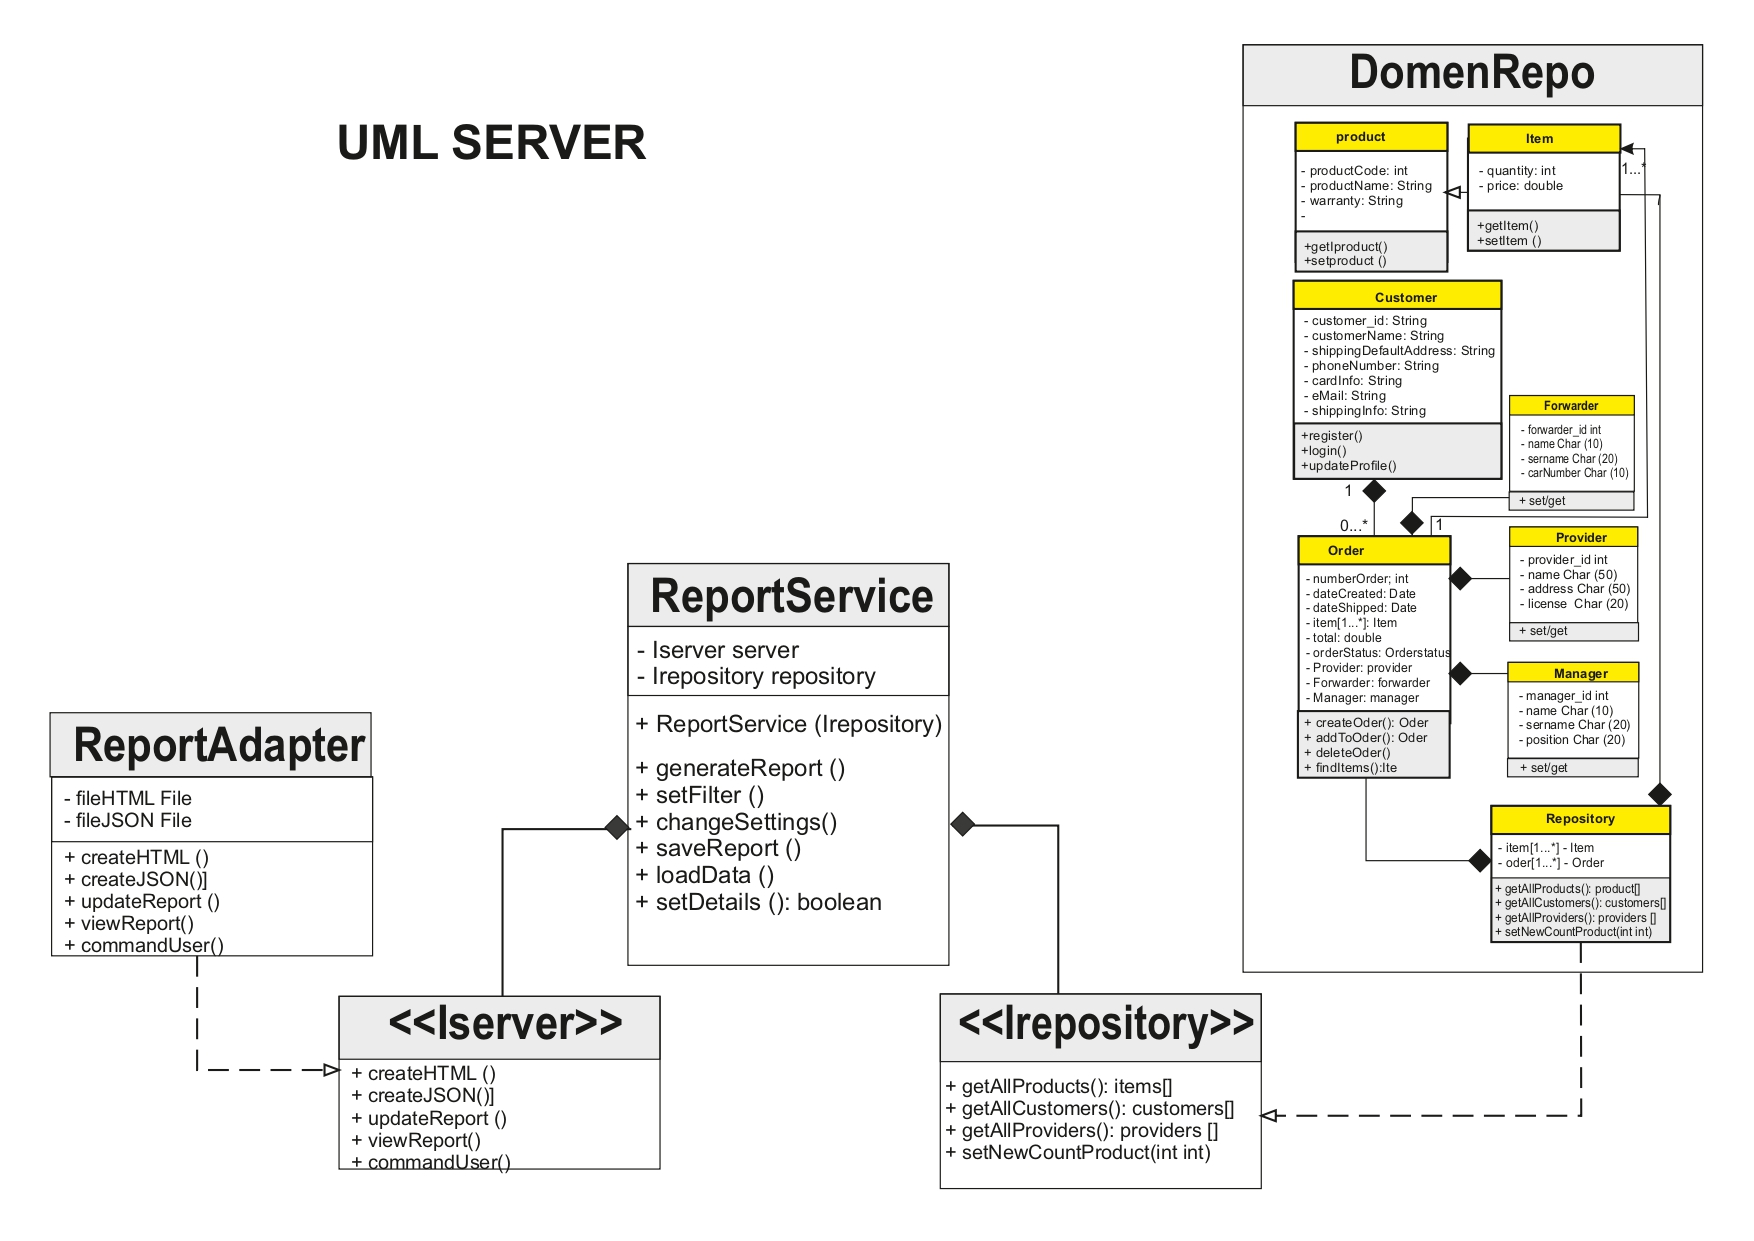 UML SERVER
DomenRepo
product
- productCode: int
- productName: String
- warranty: String
-
+getIproduct()
+setproduct ()
Item
- quantity: int
- price: double
+getItem()
+setItem ()
1...*
Customer
- customer_id: String
- customerName: String
- shippingDefaultAddress: String
- phoneNumber: String
- cardInfo: String
- eMail: String
- shippingInfo: String
+register()
+login()
+updateProfile()
1
0...*
1
Forwarder
- forwarder_id int
- name Char (10)
- sername Char (20)
- carNumber Char (10)
+ set/get
Order
- numberOrder; int
- dateCreated: Date
- dateShipped: Date
- item[1...*]: Item
- total: double
- orderStatus: Orderstatus
- Provider: provider
- Forwarder: forwarder
- Manager: manager
+ createOder(): Oder
+ addToOder(): Oder
+ deleteOder()
+ findItems():Ite
Provider
- provider_id int
- name Char (50)
- address Char (50)
- license  Char (20)
+ set/get
Manager
- manager_id int
- name Char (10)
- sername Char (20)
- position Char (20)
+ set/get
Repository
- item[1...*] - Item
- oder[1...*] - Order
+ getAllProducts(): product[]
+ getAllCustomers(): customers[]
+ getAllProviders(): providers []
+ setNewCountProduct(int int)
ReportService
- Iserver server
- Irepository repository
+ ReportService (Irepository)
+ generateReport ()
+ setFilter ()
+ changeSettings()
+ saveReport ()
+ loadData ()
+ setDetails (): boolean
ReportAdapter
- fileHTML File
- fileJSON File
+ createHTML ()
+ createJSON()]
+ updateReport ()
+ viewReport()
+ commandUser()
<<Iserver>>
+ createHTML ()
+ createJSON()]
+ updateReport ()
+ viewReport()
+ commandUser()
<<Irepository>>
+ getAllProducts(): items[]
+ getAllCustomers(): customers[]
+ getAllProviders(): providers []
+ setNewCountProduct(int int)